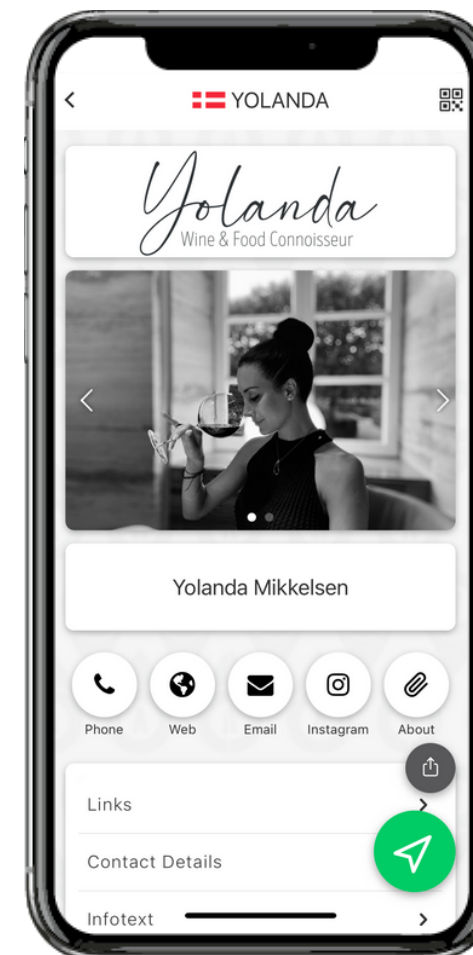 YOLANDA
Yolanda
Wine & Food Connoisseur
Yolanda Mikkelsen
Phone Web Email Instagram About
Links
Contact Details
Infotext